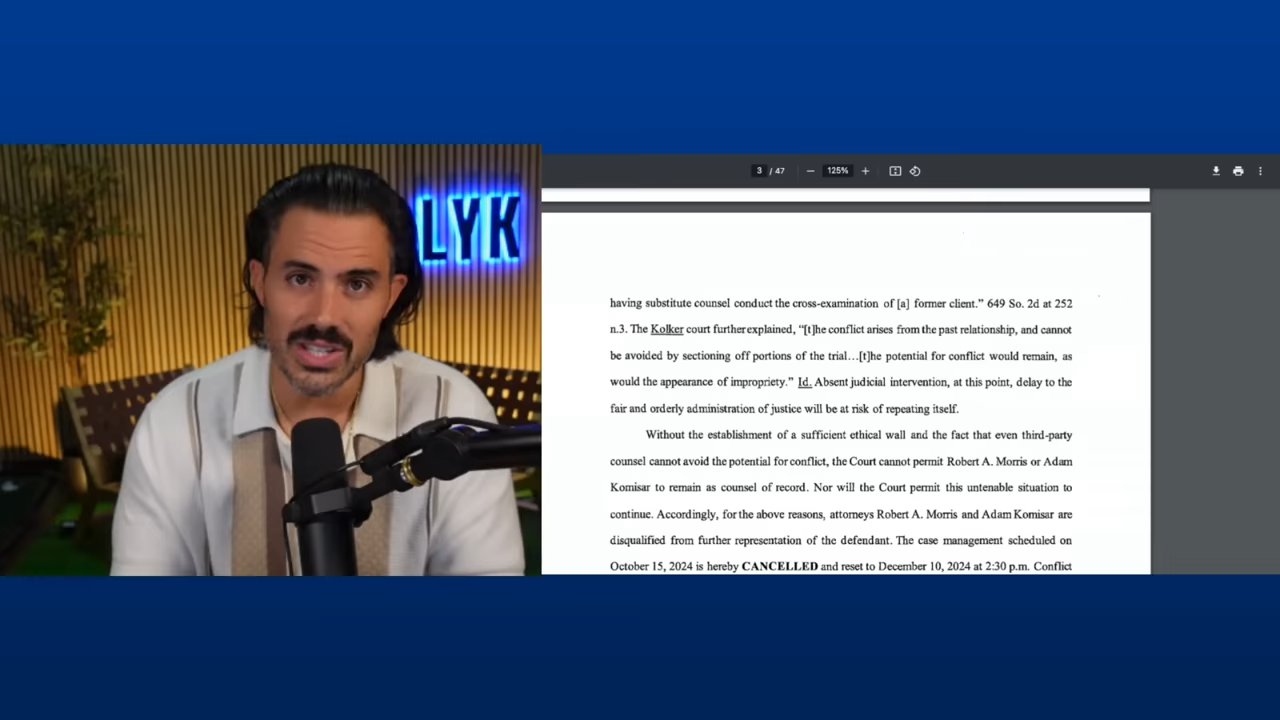 LYK
3 / 47
125%
having substitute counsel conduct the cross-examination of [a] former client.” 649 So. 2d at 252
n.3. The Kolker court further explained, “[t]he conflict arises from the past relationship, and cannot
be avoided by sectioning off portions of the trial…[t]he potential for conflict would remain, as
would the appearance of impropriety.” Id. Absent judicial intervention, at this point, delay to the
fair and orderly administration of justice will be at risk of repeating itself.
Without the establishment of a sufficient ethical wall and the fact that even third-party
counsel cannot avoid the potential for conflict, the Court cannot permit Robert A. Morris or Adam
Komisar to remain as counsel of record. Nor will the Court permit this untenable situation to
continue. Accordingly, for the above reasons, attorneys Robert A. Morris and Adam Komisar are
disqualified from further representation of the defendant. The case management scheduled on
October 15, 2024 is hereby CANCELLED and reset to December 10, 2024 at 2:30 p.m. Conflict